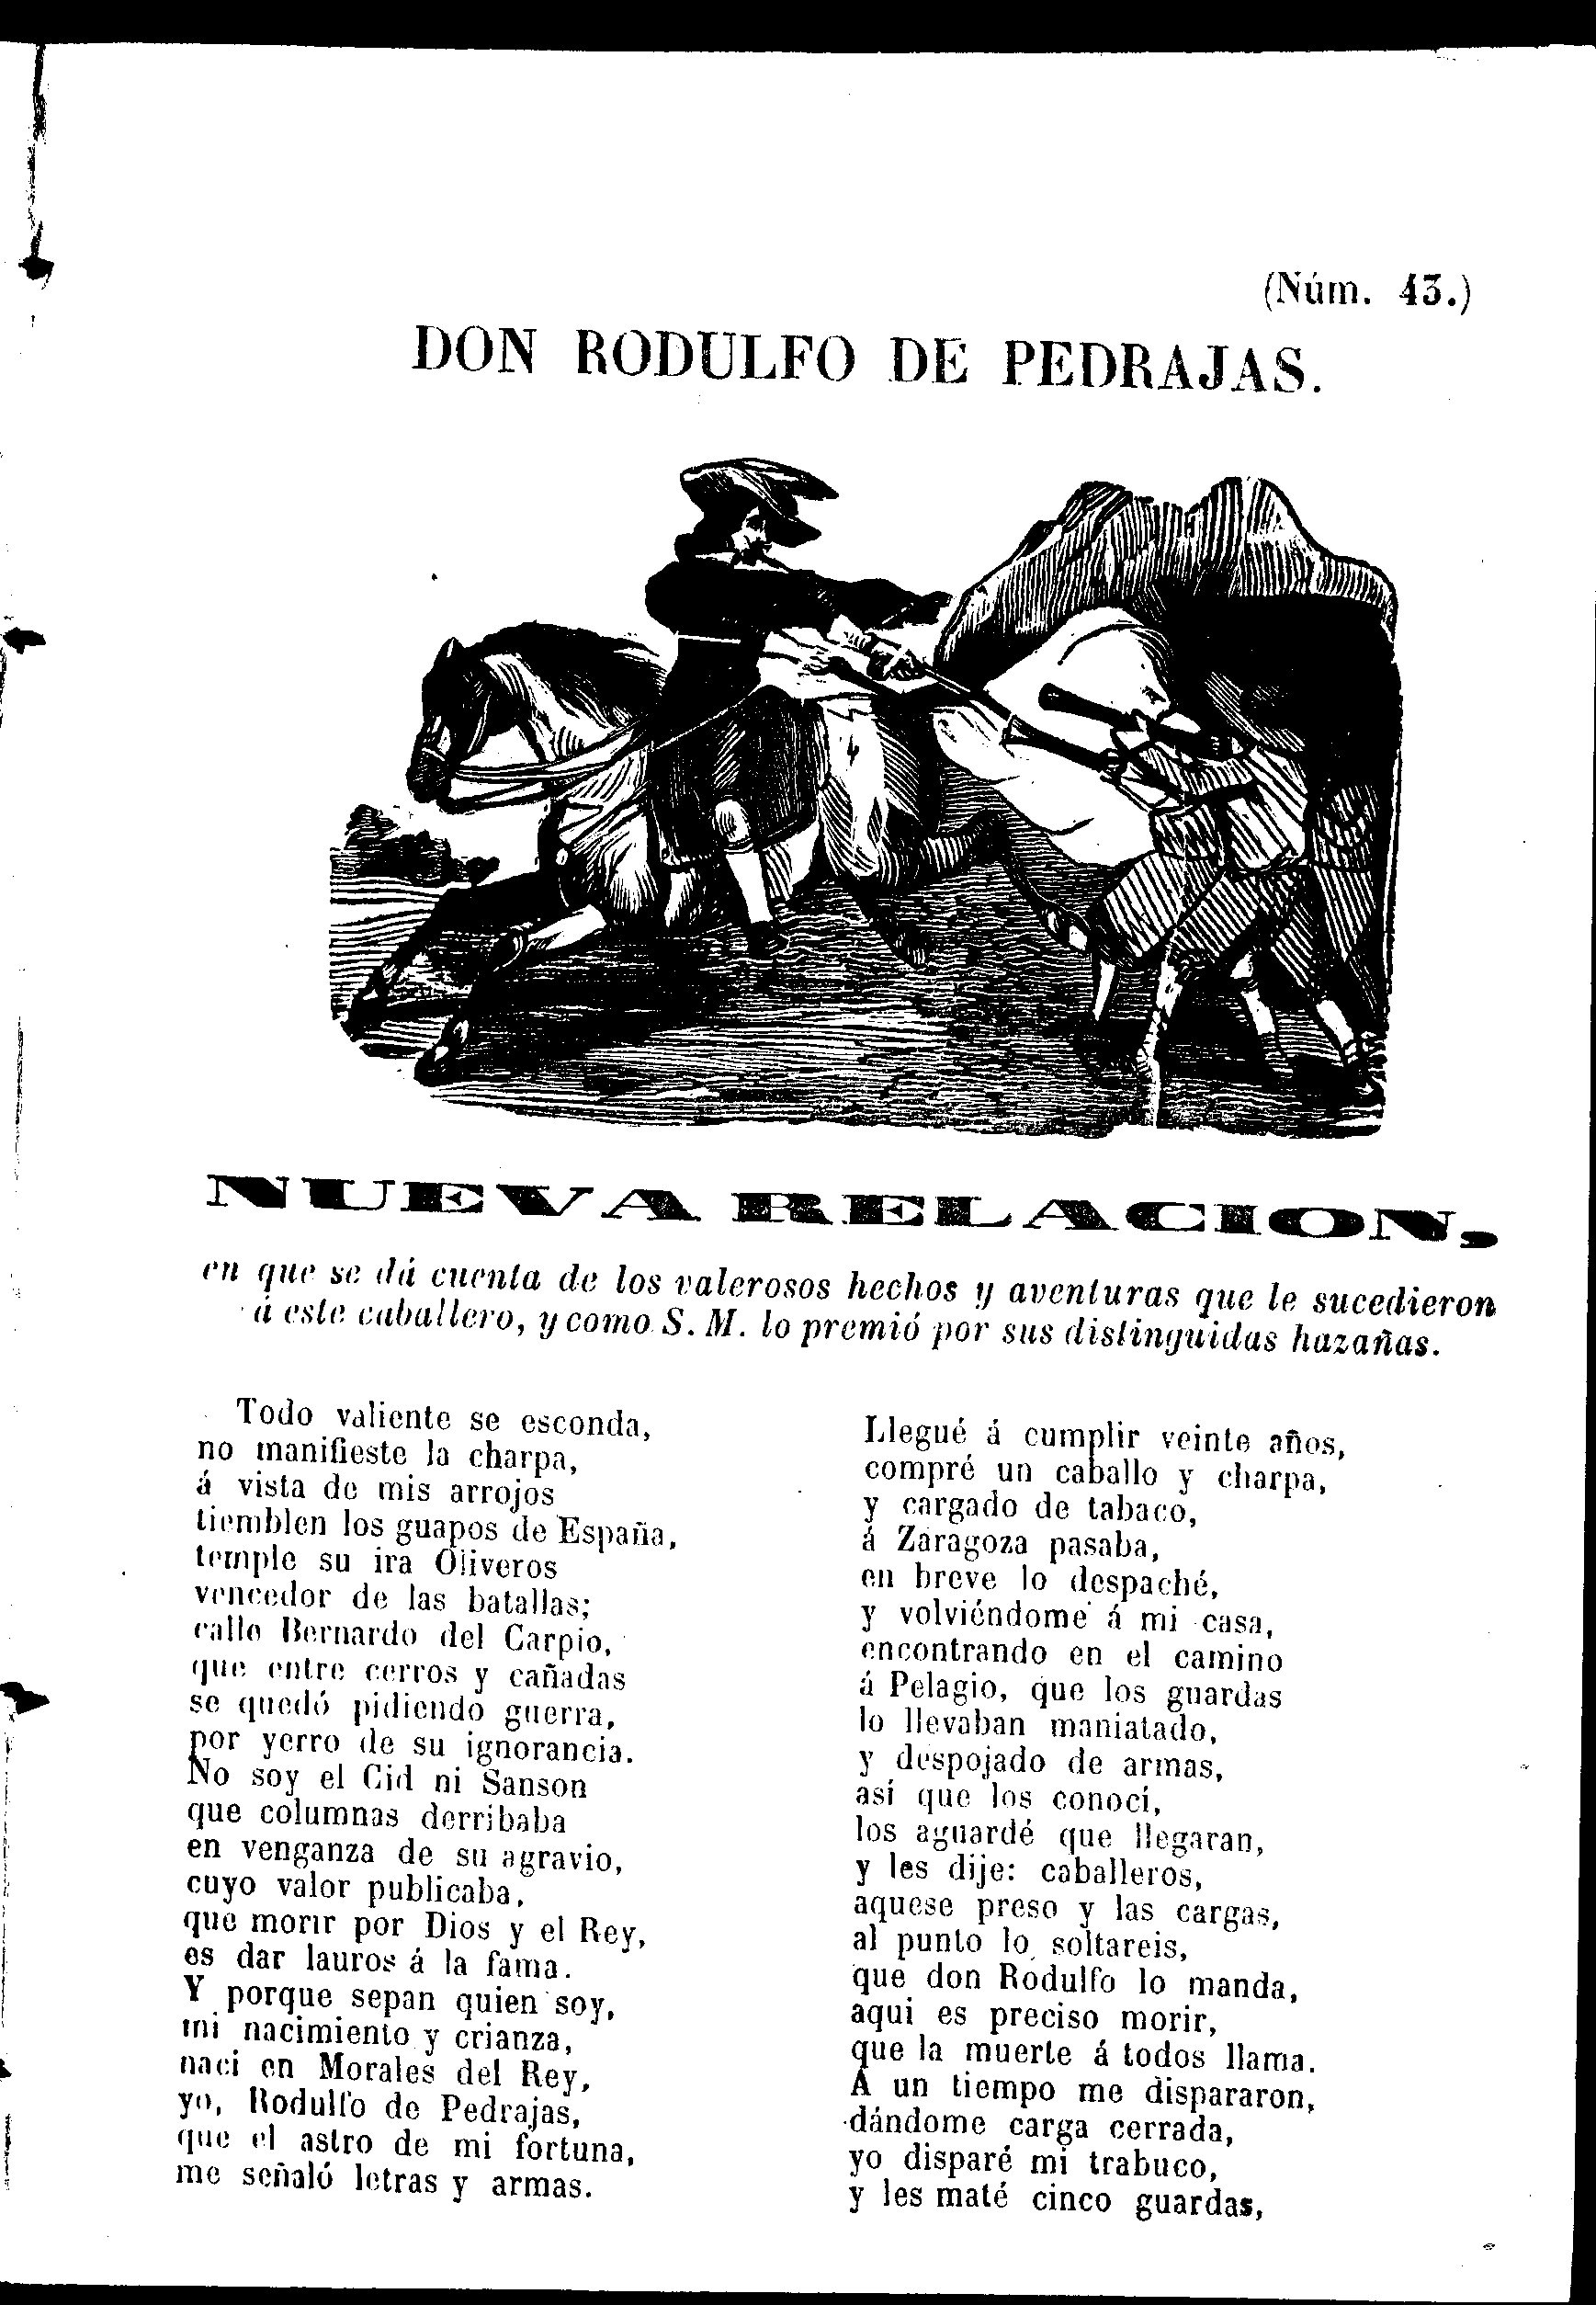 (Núm. 43.)
DON RODULFO DE PEDRAJAS.
NUEVA RELACION,
en que se dá cuenta de los valerosos hechos y aventuras que le sucedieron
á este caballero, y como S. M. lo premió por sus distinguidas hazañas.
Todo valiente se esconda,
no manifieste la charpa,
á vista de mis arrojos
tiemblen los guapos de España,
temple su ira Oliveros
vencedor de las batallas;
calle Bernardo del Carpio,
que entre cerros y cañadas
se quedó pidiendo guerra,
por yerro de su ignorancia.
No soy el Cid ni Sanson
que columnas derribaba
en venganza de su agravio,
cuyo valor publicaba,
que morir por Dios y el Rey,
es dar lauros á la fama.
Y porque sepan quien soy,
mi nacimiento y crianza,
naci en Morales del Rey,
yo, Rodulfo de Pedrajas,
que el astro de mi fortuna,
me señaló letras y armas.
Llegué á cumplir veinte años,
compré un caballo y charpa,
y cargado de tabaco,
á Zaragoza pasaba,
en breve lo despaché,
y volviéndome á mi casa,
encontrando en el camino
á Pelagio, que los guardas
lo llevaban maniatado,
y despojado de armas,
así que los conocí,
los aguardé que llegaran,
y les dije: caballeros,
aquese preso y las cargas,
al punto lo soltareis,
que don Rodulfo lo manda,
aqui es preciso morir,
que la muerte á todos llama.
A un tiempo me dispararon,
dándome carga cerrada,
yo disparé mi trabuco,
y les maté cinco guardas,